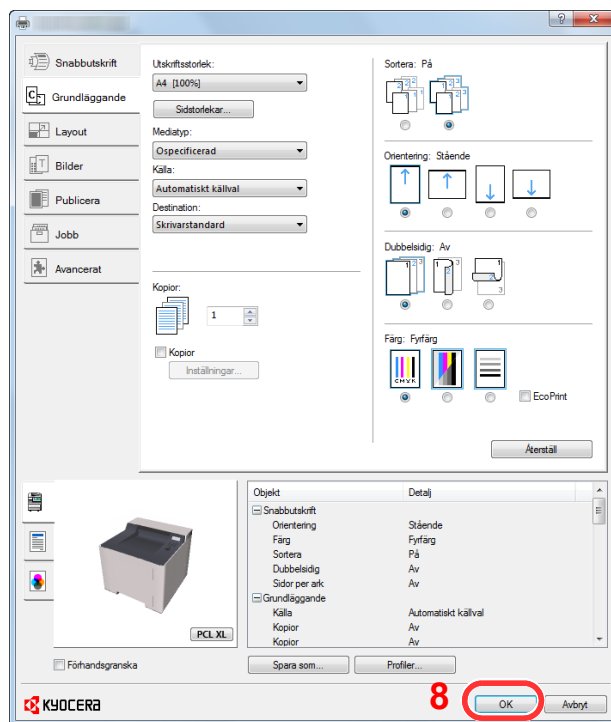 Snabbutskrift
Grundläggande
Layout
Bilder
Publicera
Jobb
Avancerat
Utskriftsstorlek:
A4 [100%]
Sidstorlekar...
Mediatyp:
Ospecificerad
Källa:
Automatiskt källval
Destination:
Skrivarstandard
Kopior:
1
Kopior
Inställningar...
Sortera: På
Orientering: Stående
Dubbelsidig: Av
Färg: Fyrfärg
CMYK
EcoPrint
Återställ
PCL XL
Förhandsgranska
Objekt Detalj
Snabbutskrift
Orientering Stående
Färg Fyrfärg
Sortera På
Dubbelsidig Av
Sidor per ark Av
Grundläggande
Källa Automatiskt källval
Kopior Av
Kopior Av
Spara som... Profiler...
KYOCERA
8 OK Avbryt